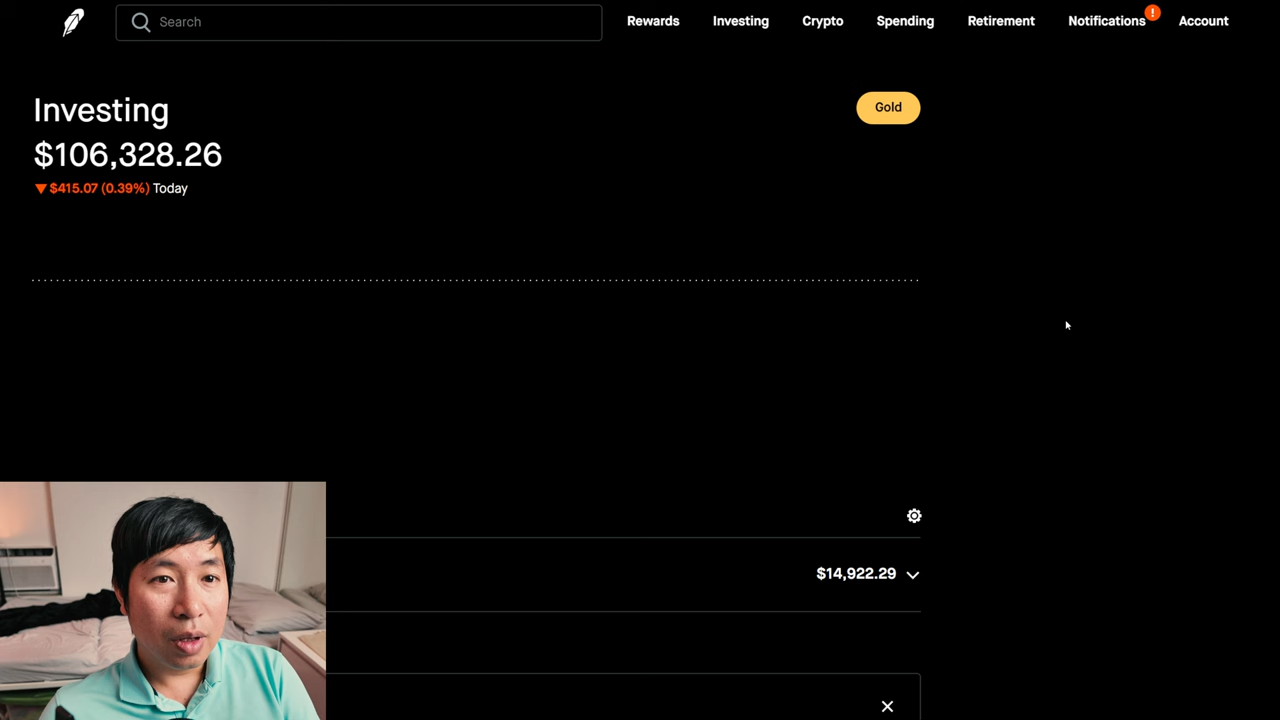 Search
Rewards
Investing
Crypto
Spending
Retirement
Notifications
!
Account
Investing
Gold
$106,328.26
▼ $415.07 (0.39%) Today
$14,922.29